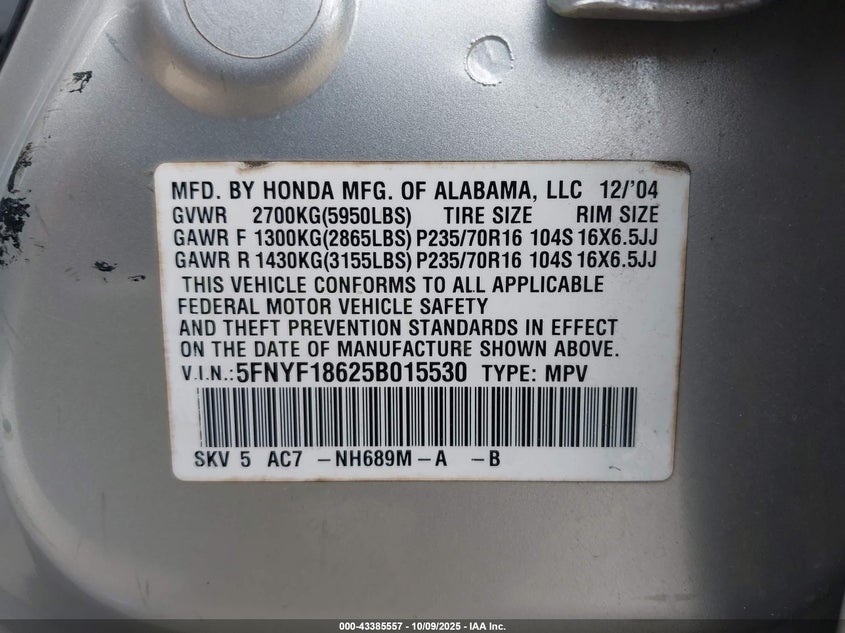 MFD. BY HONDA MFG. OF ALABAMA, LLC 12/'04
GVWR 2700KG(5950LBS) TIRE SIZE RIM SIZE
GAWR F 1300KG(2865LBS) P235/70R16 104S 16X6.5JJ
GAWR R 1430KG(3155LBS) P235/70R16 104S 16X6.5JJ
THIS VEHICLE CONFORMS TO ALL APPLICABLE
FEDERAL MOTOR VEHICLE SAFETY
AND THEFT PREVENTION STANDARDS IN EFFECT
ON THE DATE OF MANUFACTURE SHOWN ABOVE.
V.I.N.:5FNYF18625B015530 TYPE: MPV
SKV 5 AC7 -NH689M-A -B
000-43385557 - 10/09/2025 - IAA Inc.